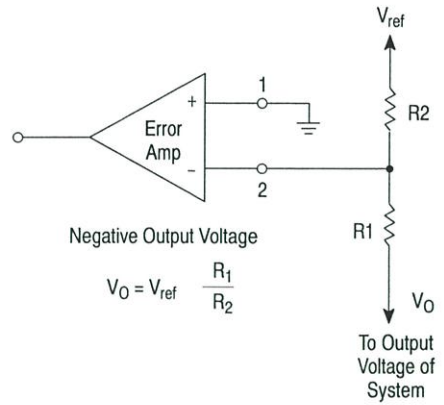 Vref
1
+
Error
Amp
R2
−
2
Negative Output Voltage
R1
VO = Vref R1
R2
VO
To Output
Voltage of
System